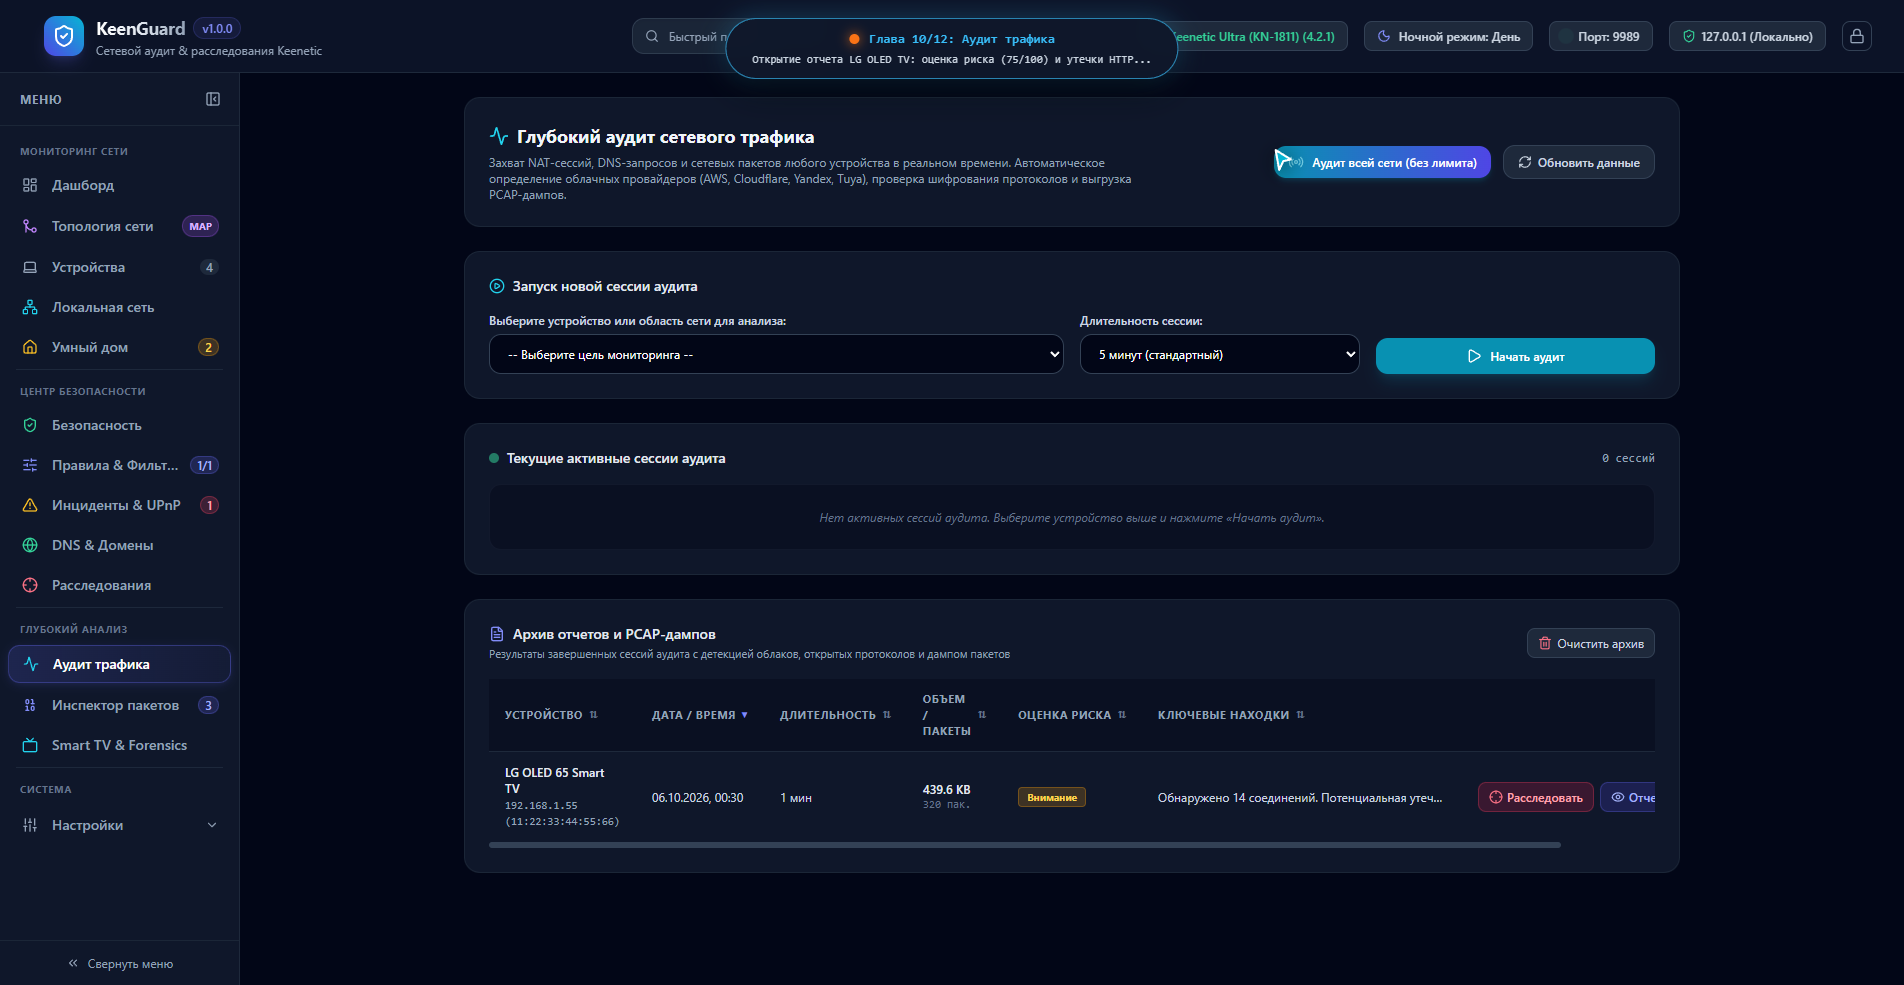 KeenGuard v1.0.0
Сетевой аудит & расследования Keenetic
Быстрый п
Глава 10/12: Аудит трафика
Открытие отчета LG OLED TV: оценка риска (75/100) и утечки HTTP...
eenetic Ultra (KN-1811) (4.2.1)
Ночной режим: День
Порт: 9989
127.0.0.1 (Локально)
МЕНЮ
МОНИТОРИНГ СЕТИ
Дашборд
Топология сети MAP
Устройства 4
Локальная сеть
Умный дом 2
ЦЕНТР БЕЗОПАСНОСТИ
Безопасность
Правила & Фильт... 1/1
Инциденты & UPnP 1
DNS & Домены
Расследования
ГЛУБОКИЙ АНАЛИЗ
Аудит трафика
Инспектор пакетов 3
Smart TV & Forensics
СИСТЕМА
Настройки
Свернуть меню
Глубокий аудит сетевого трафика
Захват NAT-сессий, DNS-запросов и сетевых пакетов любого устройства в реальном времени. Автоматическое
определение облачных провайдеров (AWS, Cloudflare, Yandex, Tuya), проверка шифрования протоколов и выгрузка
PCAP-дампов.
Аудит всей сети (без лимита)
Обновить данные
Запуск новой сессии аудита
Выберите устройство или область сети для анализа:
Длительность сессии:
-- Выберите цель мониторинга --
5 минут (стандартный)
Начать аудит
Текущие активные сессии аудита
0 сессий
Нет активных сессий аудита. Выберите устройство выше и нажмите «Начать аудит».
Архив отчетов и PCAP-дампов
Результаты завершенных сессий аудита с детекцией облаков, открытых протоколов и дампом пакетов
Очистить архив
УСТРОЙСТВО
ДАТА / ВРЕМЯ
ДЛИТЕЛЬНОСТЬ
ОБЪЕМ
/
ПАКЕТЫ
ОЦЕНКА РИСКА
КЛЮЧЕВЫЕ НАХОДКИ
LG OLED 65 Smart
TV
192.168.1.55
(11:22:33:44:55:66)
06.10.2026, 00:30
1 мин
439.6 KB
320 пак.
Внимание
Обнаружено 14 соединений. Потенциальная утеч...
Расследовать
Отче